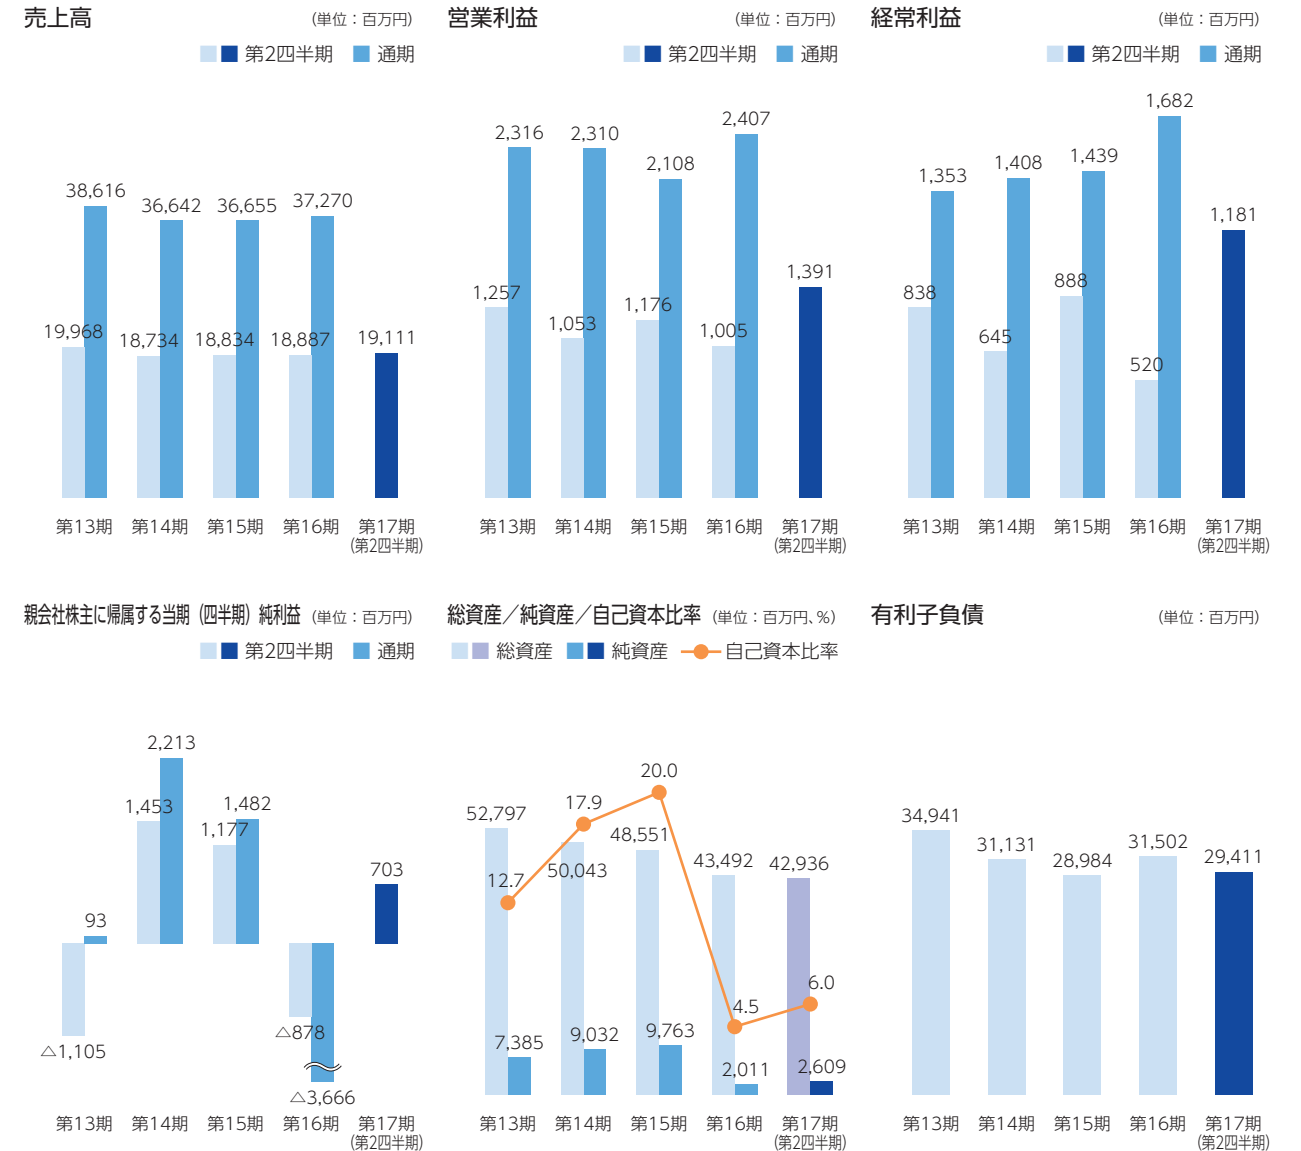 売上高 (単位：百万円)
第2四半期 通期
38,616 36,642 36,655 37,270
19,968 18,734 18,834 18,887 19,111
第13期 第14期 第15期 第16期 第17期
(第2四半期)
営業利益 (単位：百万円)
第2四半期 通期
2,316 2,310 2,108 2,407
1,257 1,053 1,176 1,005 1,391
第13期 第14期 第15期 第16期 第17期
(第2四半期)
経常利益 (単位：百万円)
第2四半期 通期
1,353 1,408 1,439 1,682
838 645 888 520 1,181
第13期 第14期 第15期 第16期 第17期
(第2四半期)
親会社株主に帰属する当期（四半期）純利益 (単位：百万円)
第2四半期 通期
93 2,213 1,482 △3,666
△1,105 1,453 1,177 △878 703
第13期 第14期 第15期 第16期 第17期
(第2四半期)
総資産／純資産／自己資本比率 (単位：百万円、%)
総資産 純資産 自己資本比率
12.7 17.9 20.0 4.5 6.0
52,797 50,043 48,551 43,492 42,936
7,385 9,032 9,763 2,011 2,609
第13期 第14期 第15期 第16期 第17期
(第2四半期)
有利子負債 (単位：百万円)
34,941 31,131 28,984 31,502 29,411
第13期 第14期 第15期 第16期 第17期
(第2四半期)